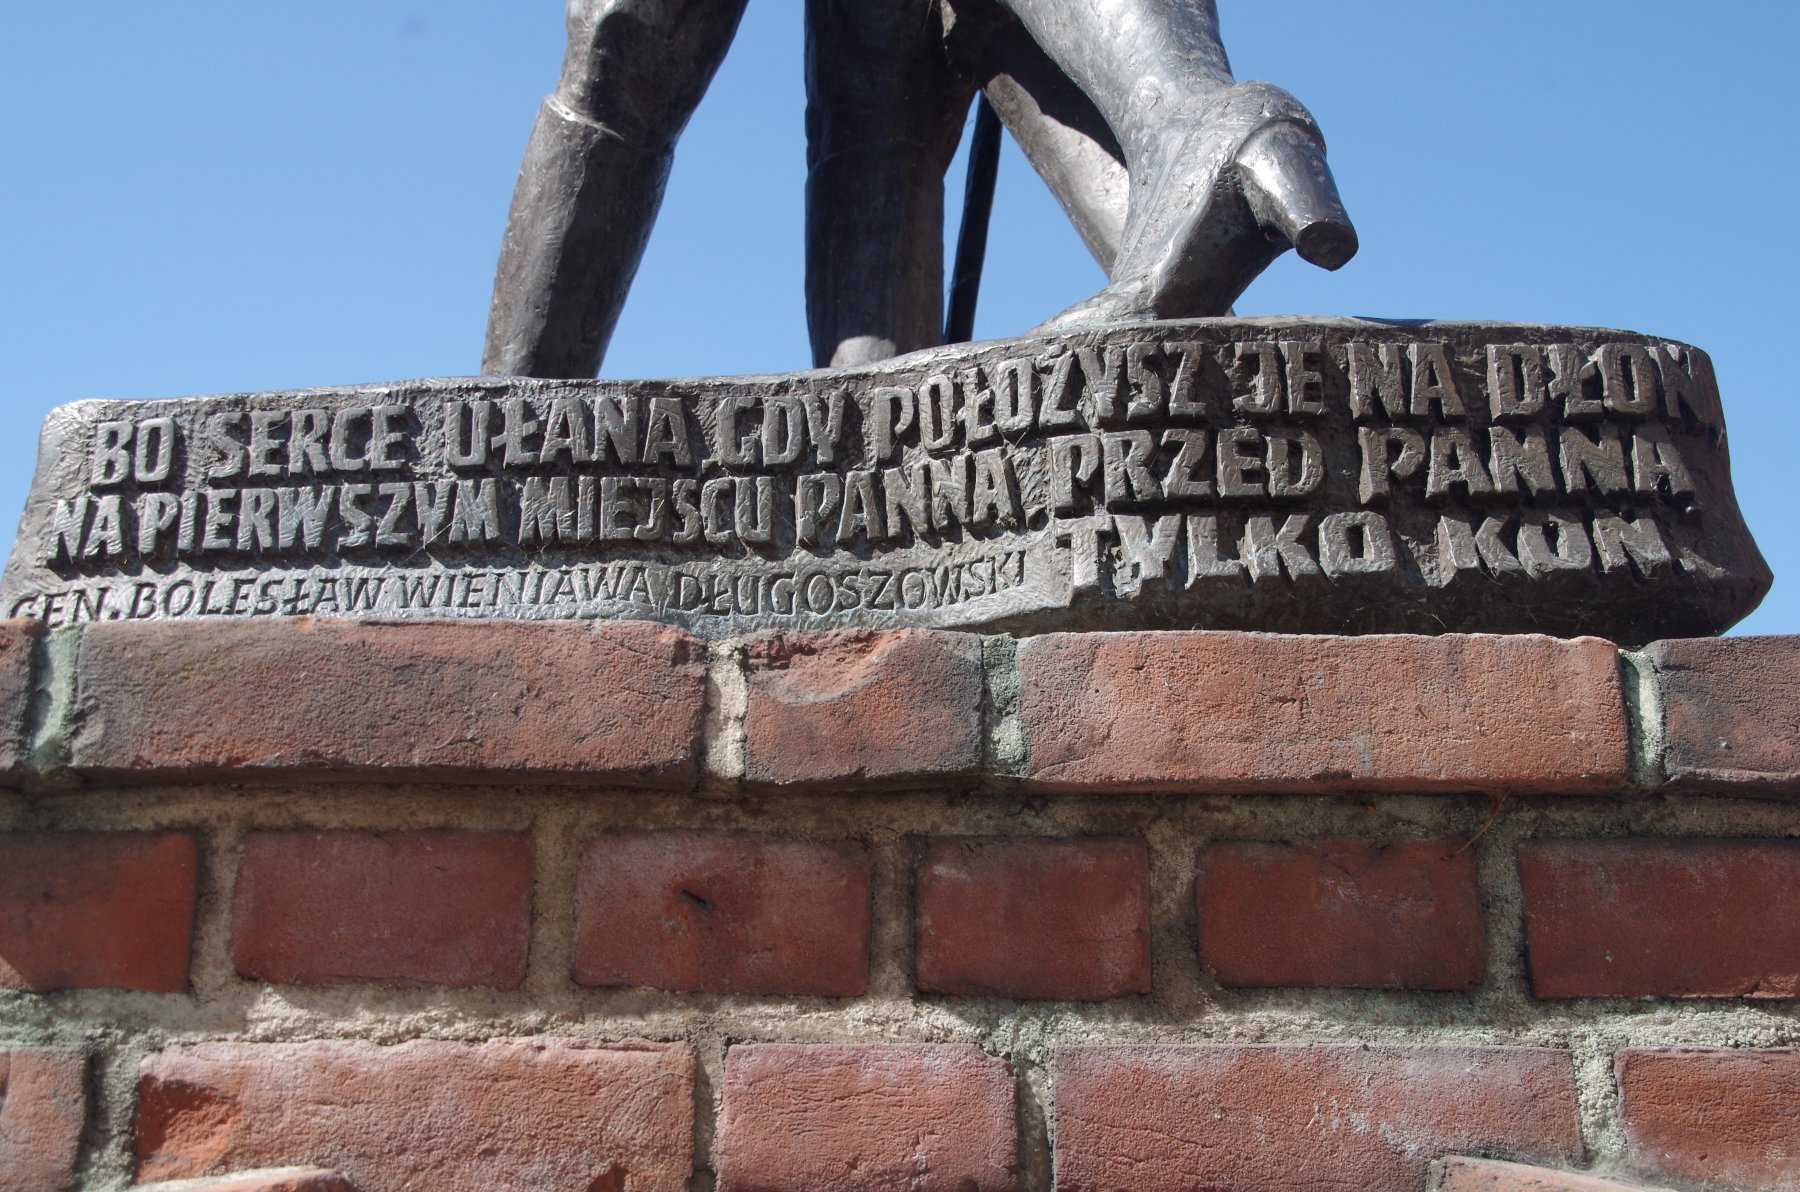 BO SERCE UŁANA, GDY POŁOŻYSZ JE NA DŁOŃ
NA PIERWSZYM MIEJSCU PANNA PRZED PANNĄ
TYLKO KOŃ.
GEN. BOLESŁAW WIENIAWA DŁUGOSZOWSKI